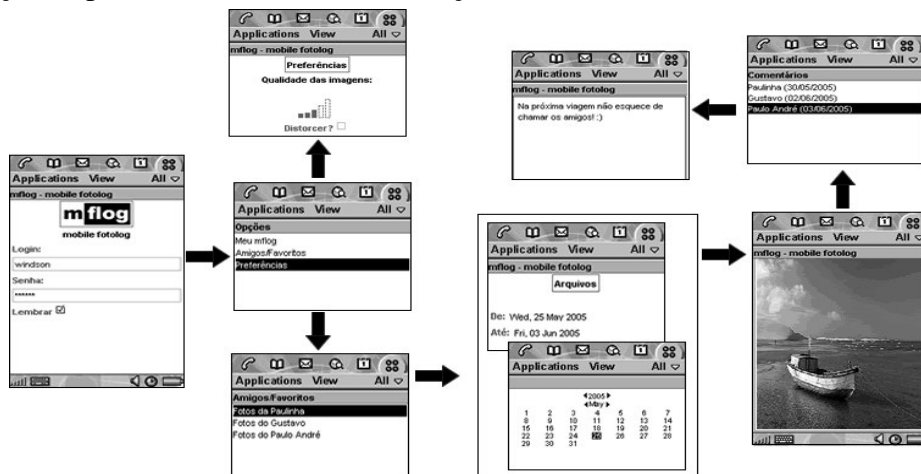 Applications View All
mflog - mobile fotolog
mflog
mobile fotolog
Login:
windson
Senha:
******
Lembrar
Applications View All
mflog - mobile fotolog
Preferências
Qualidade das imagens:
Distorcer?
Applications View All
Opções
Meu mflog
Amigos/Favoritos
Preferências
Applications View All
Amigos/Favoritos
Fotos da Paulinha
Fotos do Gustavo
Fotos do Paulo André
Applications View All
mflog - mobile fotolog
Arquivos
De: Wed, 25 May 2005
Até: Fri, 03 Jun 2005
Applications View All
2005
May
1 2 3 4 5 6 7
8 9 10 11 12 13 14
15 16 17 18 19 20 21
22 23 24 25 26 27 28
29 30 31
Applications View All
mflog - mobile fotolog
Applications View All
Comentários
Paulinha (30/05/2005)
Gustavo (02/06/2005)
Paulo André (03/06/2005)
Applications View All
mflog - mobile fotolog
Na próxima viagem não esquece de
chamar os amigos! :)